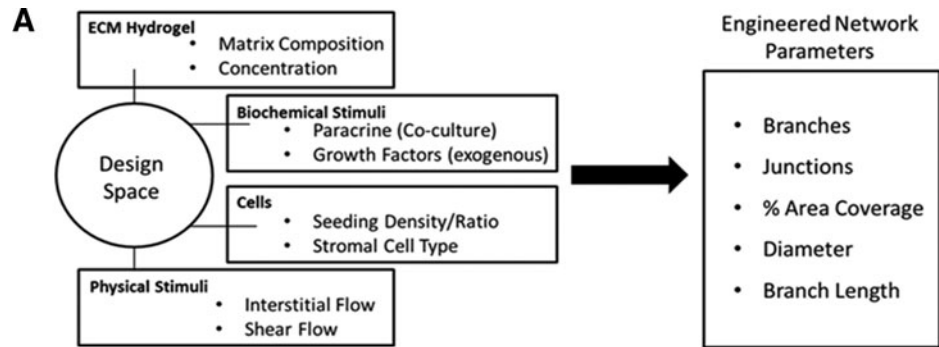 A
ECM Hydrogel
• Matrix Composition
• Concentration
Biochemical Stimuli
• Paracrine (Co-culture)
• Growth Factors (exogenous)
Design
Space
Cells
• Seeding Density/Ratio
• Stromal Cell Type
Physical Stimuli
• Interstitial Flow
• Shear Flow
Engineered Network
Parameters
• Branches
• Junctions
• % Area Coverage
• Diameter
• Branch Length